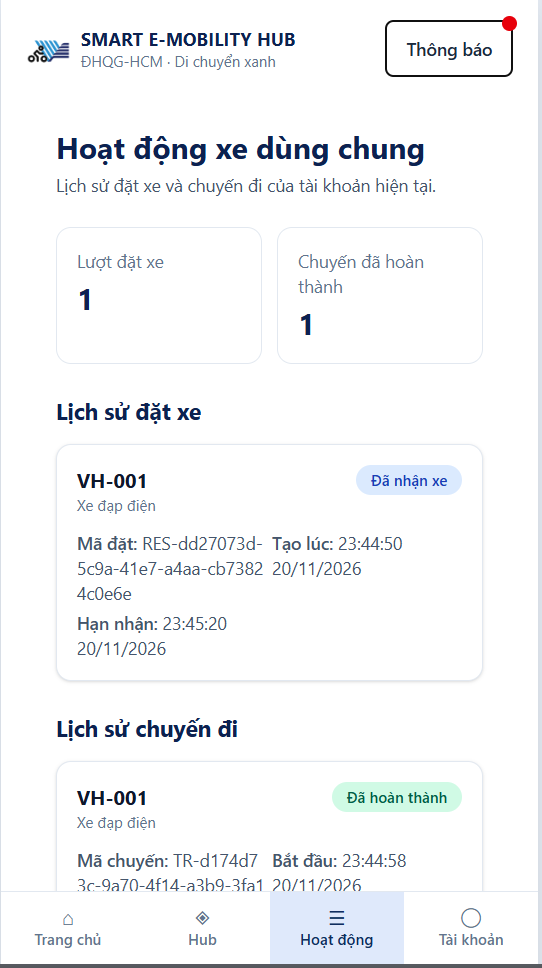 SMART E-MOBILITY HUB
ĐHQG-HCM · Di chuyển xanh
Thông báo
Hoạt động xe dùng chung
Lịch sử đặt xe và chuyến đi của tài khoản hiện tại.
Lượt đặt xe
1
Chuyến đã hoàn
thành
1
Lịch sử đặt xe
VH-001
Đã nhận xe
Xe đạp điện
Mã đặt: RES-dd27073d-
5c9a-41e7-a4aa-cb7382
4c0e6e
Tạo lúc: 23:44:50
20/11/2026
Hạn nhận: 23:45:20
20/11/2026
Lịch sử chuyến đi
VH-001
Đã hoàn thành
Xe đạp điện
Mã chuyến: TR-d174d7
3c-9a70-4f14-a3b9-3fa1
Bắt đầu: 23:44:58
20/11/2026
Trang chủ
Hub
Hoạt động
Tài khoản